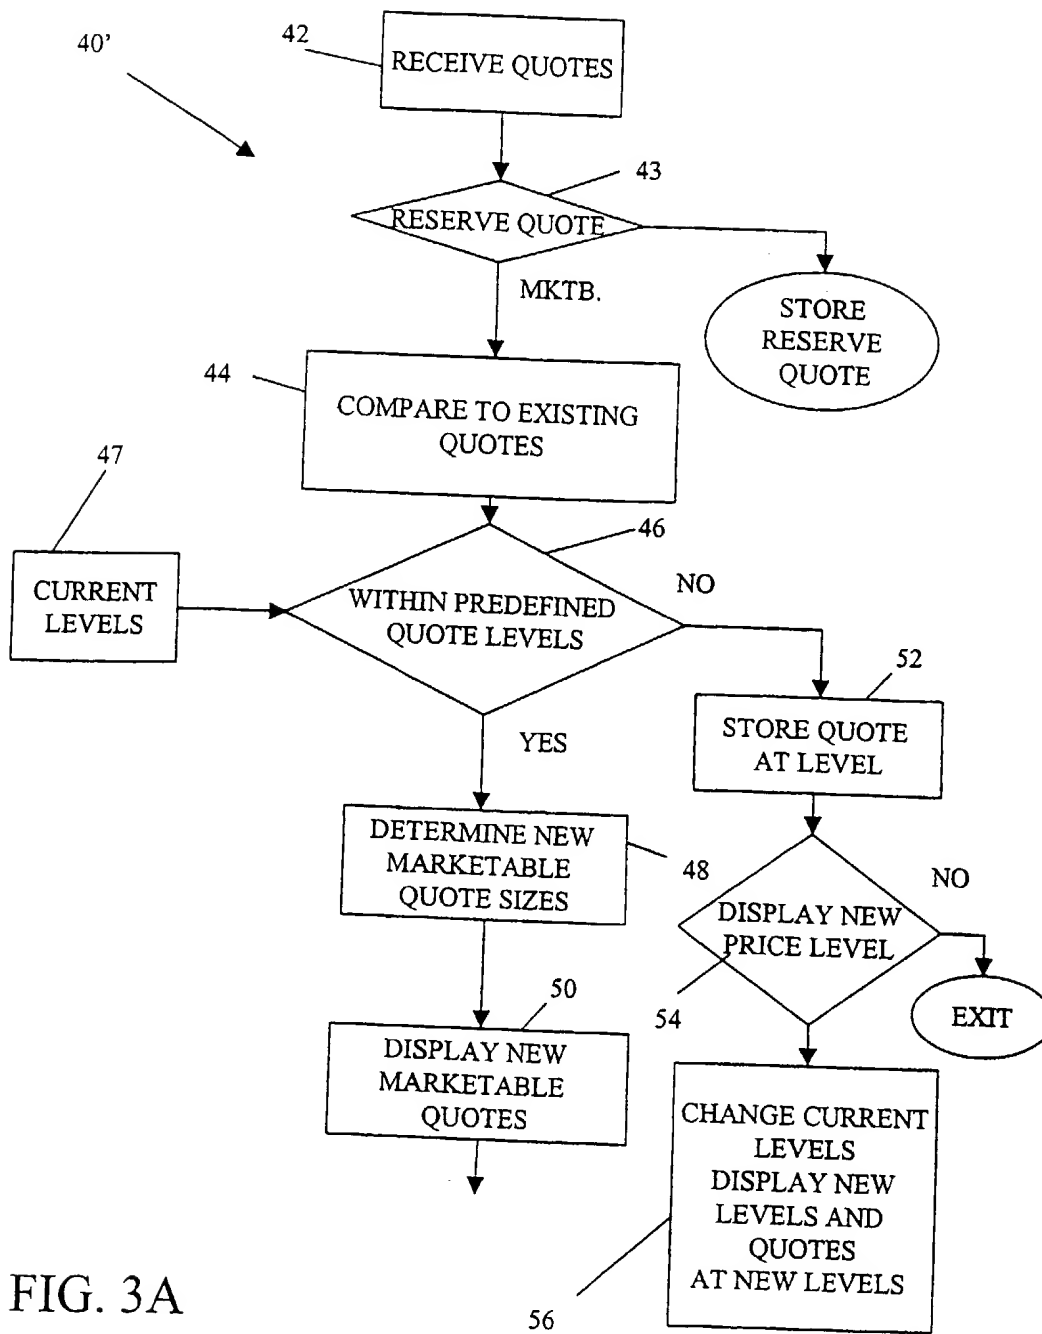 40'
42
RECEIVE QUOTES
43
RESERVE QUOTE
MKTB.
STORE
RESERVE
QUOTE
44
COMPARE TO EXISTING
QUOTES
47
CURRENT
LEVELS
46
WITHIN PREDEFINED
QUOTE LEVELS
NO
YES
52
STORE QUOTE
AT LEVEL
DETERMINE NEW
MARKETABLE
QUOTE SIZES
48
DISPLAY NEW
PRICE LEVEL
NO
54
EXIT
50
DISPLAY NEW
MARKETABLE
QUOTES
CHANGE CURRENT
LEVELS
DISPLAY NEW
LEVELS AND
QUOTES
AT NEW LEVELS
56
FIG. 3A